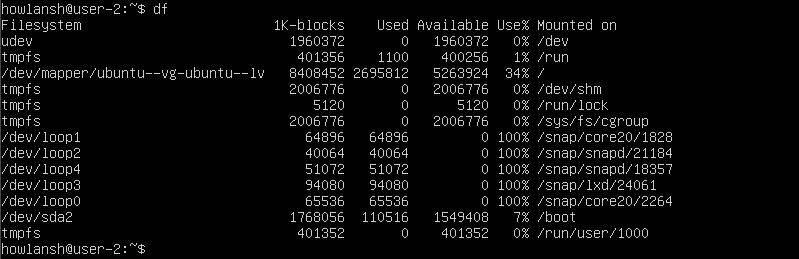 howlansh@user-2:~$ df
Filesystem                        1K-blocks    Used Available Use% Mounted on
udev                                1960372       0   1960372   0% /dev
tmpfs                                401356    1100    400256   1% /run
/dev/mapper/ubuntu--vg-ubuntu--lv   8408452 2695812   5263924  34% /
tmpfs                               2006776       0   2006776   0% /dev/shm
tmpfs                                  5120       0      5120   0% /run/lock
tmpfs                               2006776       0   2006776   0% /sys/fs/cgroup
/dev/loop1                            64896   64896         0 100% /snap/core20/1828
/dev/loop2                            40064   40064         0 100% /snap/snapd/21184
/dev/loop4                            51072   51072         0 100% /snap/snapd/18357
/dev/loop3                            94080   94080         0 100% /snap/lxd/24061
/dev/loop0                            65536   65536         0 100% /snap/core20/2264
/dev/sda2                           1768056  110516   1549408   7% /boot
tmpfs                                401352       0    401352   0% /run/user/1000
howlansh@user-2:~$